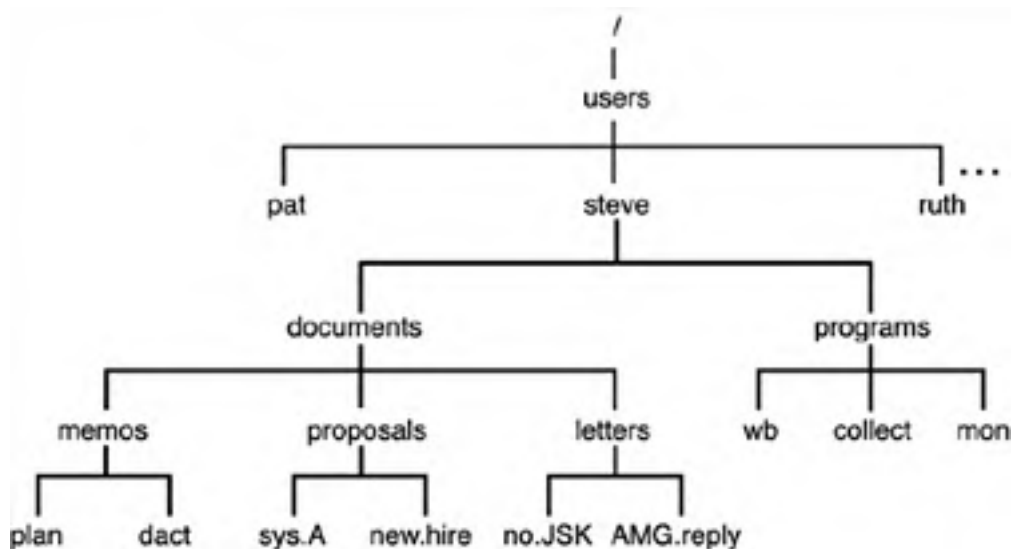 /
users
pat steve ruth ...
documents programs
memos proposals letters wb collect mon
plan dact sys.A new.hire no.JSK AMG.reply